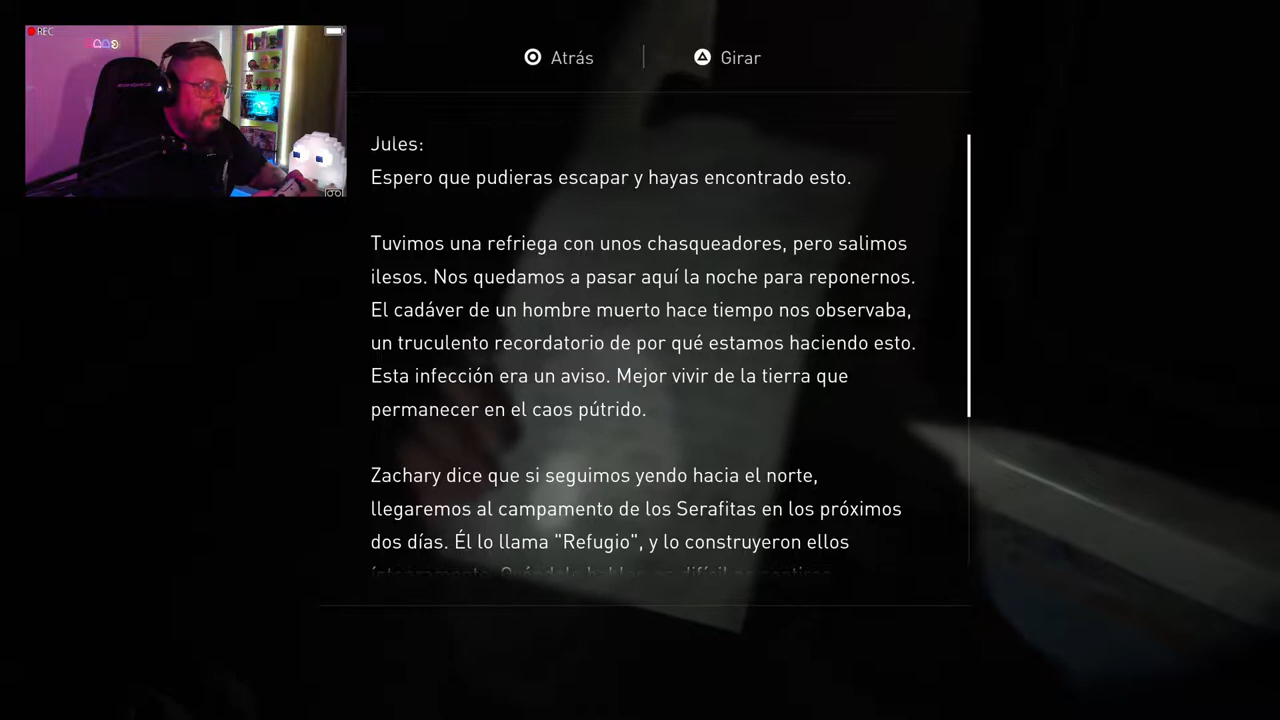 REC
Atrás
Girar
Jules:
Espero que pudieras escapar y hayas encontrado esto.
Tuvimos una refriega con unos chasqueadores, pero salimos
ilesos. Nos quedamos a pasar aquí la noche para reponernos.
El cadáver de un hombre muerto hace tiempo nos observaba,
un truculento recordatorio de por qué estamos haciendo esto.
Esta infección era un aviso. Mejor vivir de la tierra que
permanecer en el caos pútrido.
Zachary dice que si seguimos yendo hacia el norte,
llegaremos al campamento de los Serafitas en los próximos
dos días. Él lo llama "Refugio", y lo construyeron ellos